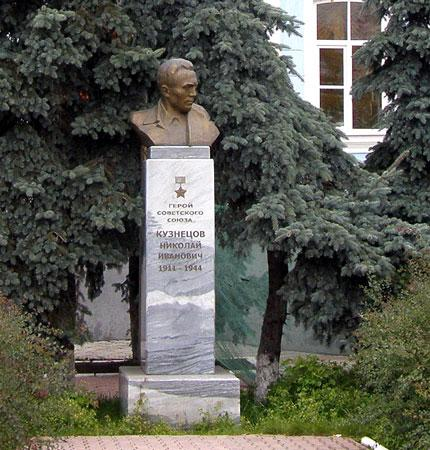 ГЕРОЙ
СОВЕТСКОГО
СОЮЗА
КУЗНЕЦОВ
НИКОЛАЙ
ИВАНОВИЧ
1911 - 1944